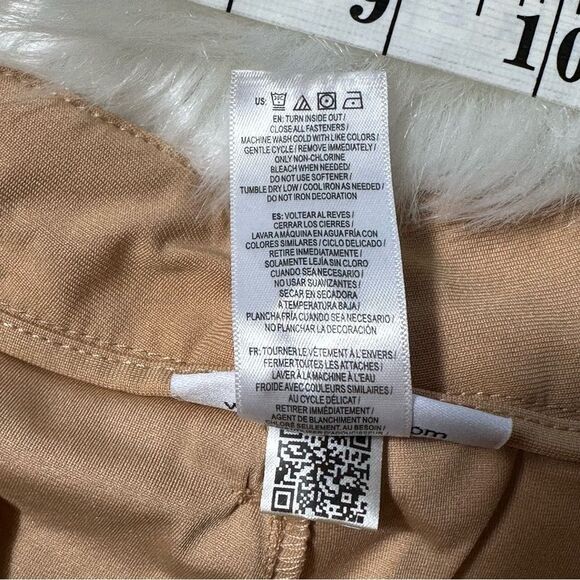 9
10
US:
EN: TURN INSIDE OUT /
CLOSE ALL FASTENERS /
MACHINE WASH COLD WITH LIKE COLORS /
GENTLE CYCLE / REMOVE IMMEDIATELY /
ONLY NON-CHLORINE
BLEACH WHEN NEEDED /
DO NOT USE SOFTENER /
TUMBLE DRY LOW / COOL IRON AS NEEDED /
DO NOT IRON DECORATION
ES: VOLTEAR AL REVES /
CERRAR LOS CIERRES /
LAVAR A MÁQUINA EN AGUA FRÍA CON
COLORES SIMILARES / CICLO DELICADO /
RETIRE INMEDIATAMENTE /
SOLAMENTE LEJÍA SIN CLORO
CUANDO SEA NECESARIO /
NO USAR SUAVIZANTES /
SECAR EN SECADORA
A TEMPERATURA BAJA /
PLANCHA FRÍA CUANDO SEA NECESARIO /
NO PLANCHAR LA DECORACIÓN
FR: TOURNER LE VÊTEMENT À L'ENVERS /
FERMER TOUTES LES ATTACHES /
LAVER À LA MACHINE À L'EAU
FROIDE AVEC COULEURS SIMILAIRES /
AU CYCLE DÉLICAT /
RETIRER IMMÉDIATEMENT /
AGENT DE BLANCHIMENT NON
CHLORÉ SEULEMENT AU BESOIN /
w
om